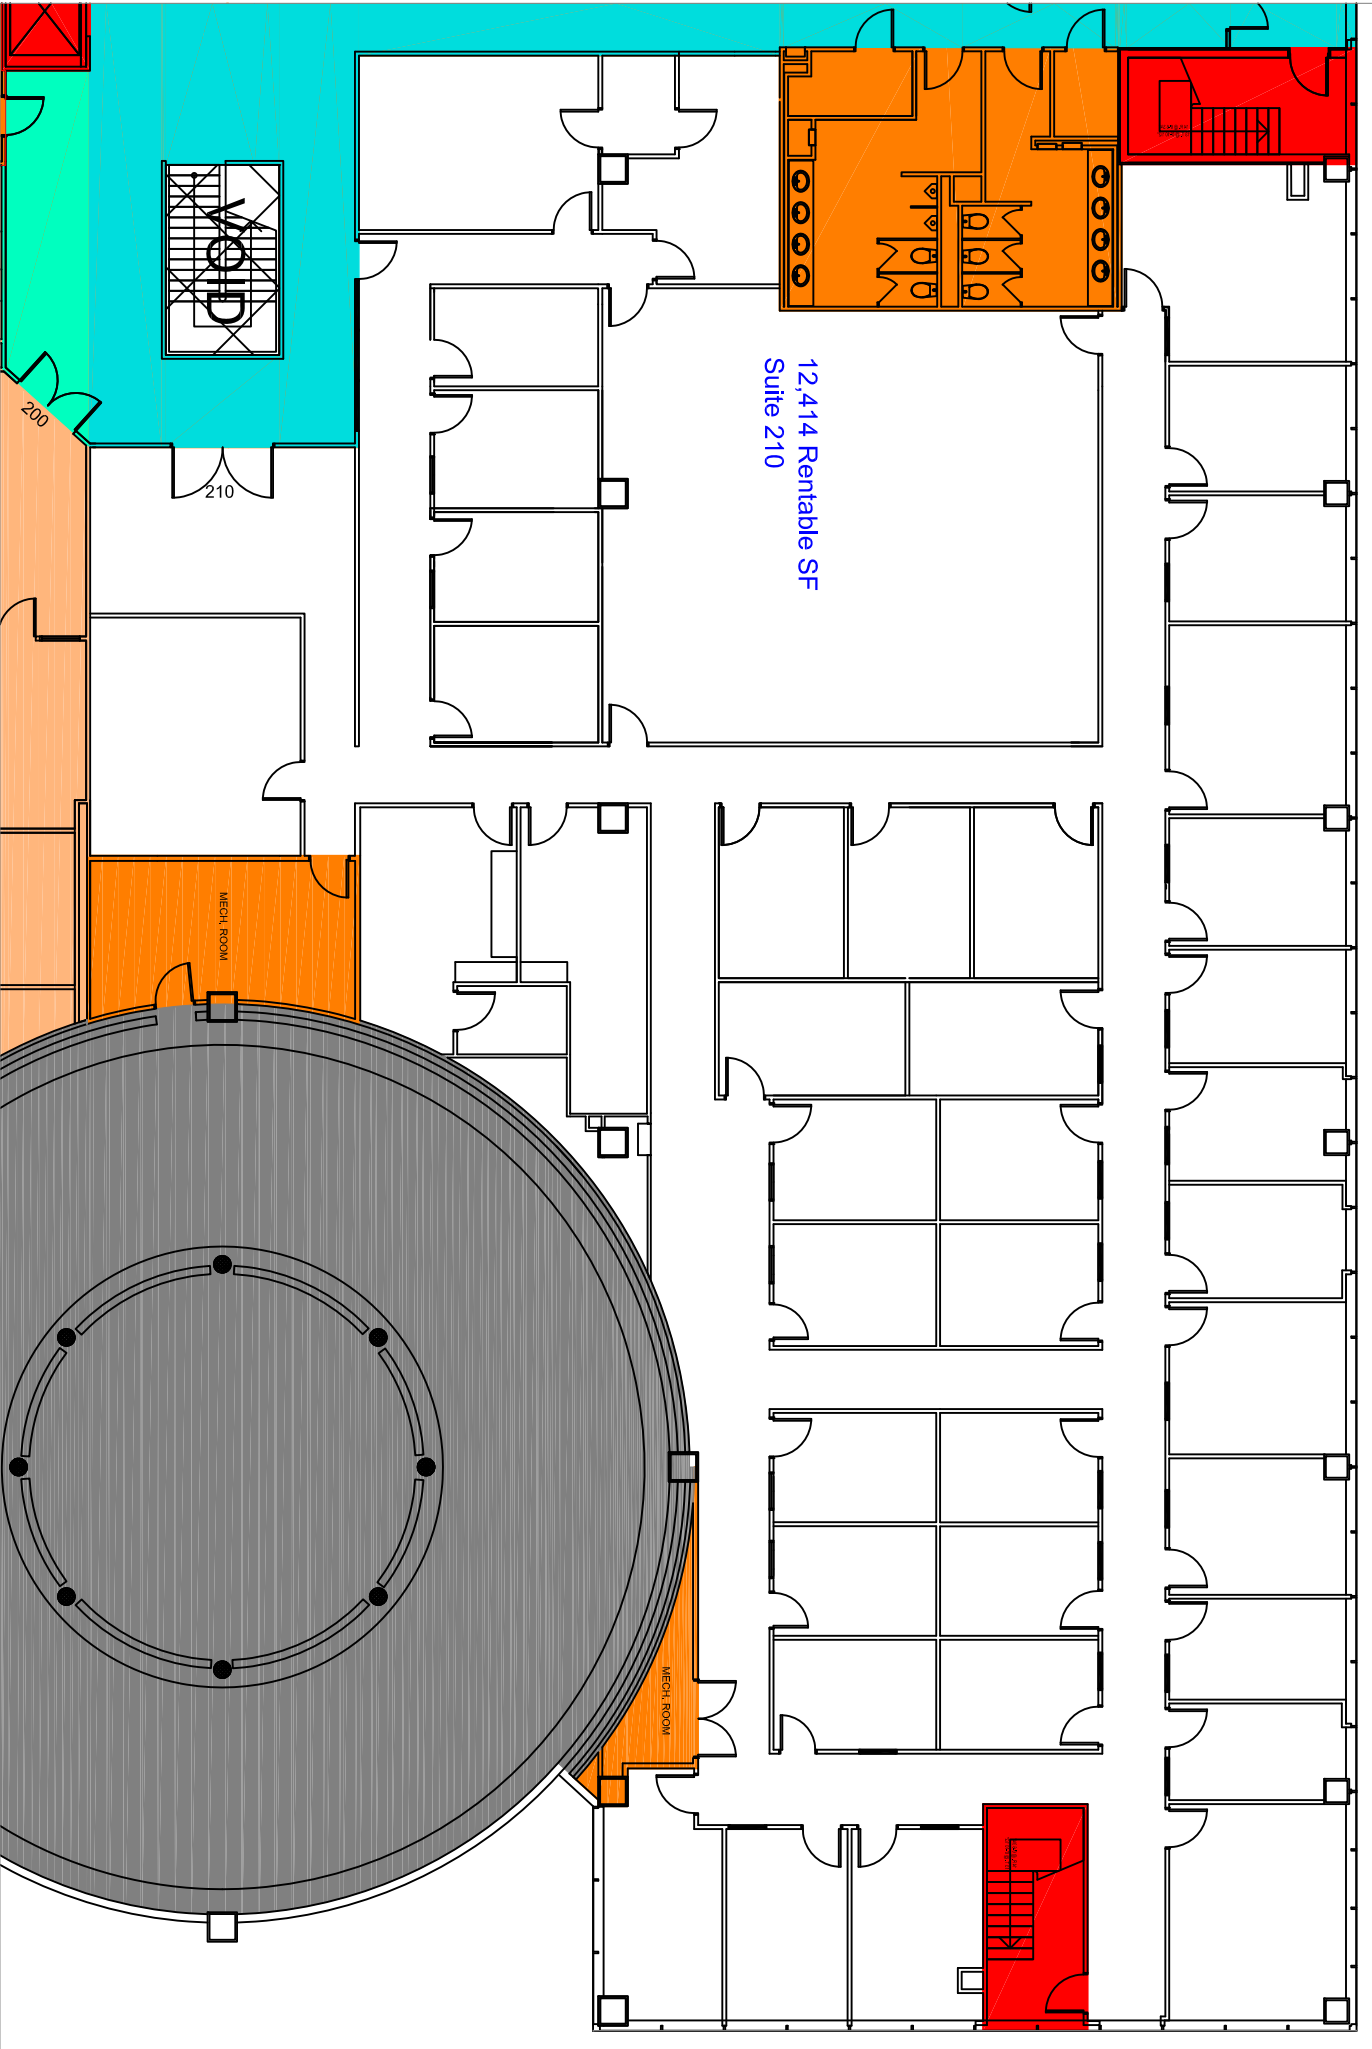 VOID
200
210
12,414 Rentable SF
Suite 210
MECH. ROOM
MECH. ROOM